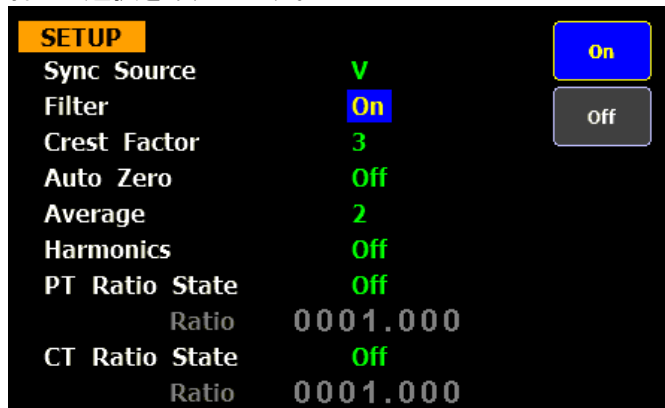 SETUP
Sync Source V
Filter On
Crest Factor 3
Auto Zero Off
Average 2
Harmonics Off
PT Ratio State Off
Ratio 0001.000
CT Ratio State Off
Ratio 0001.000
On
Off